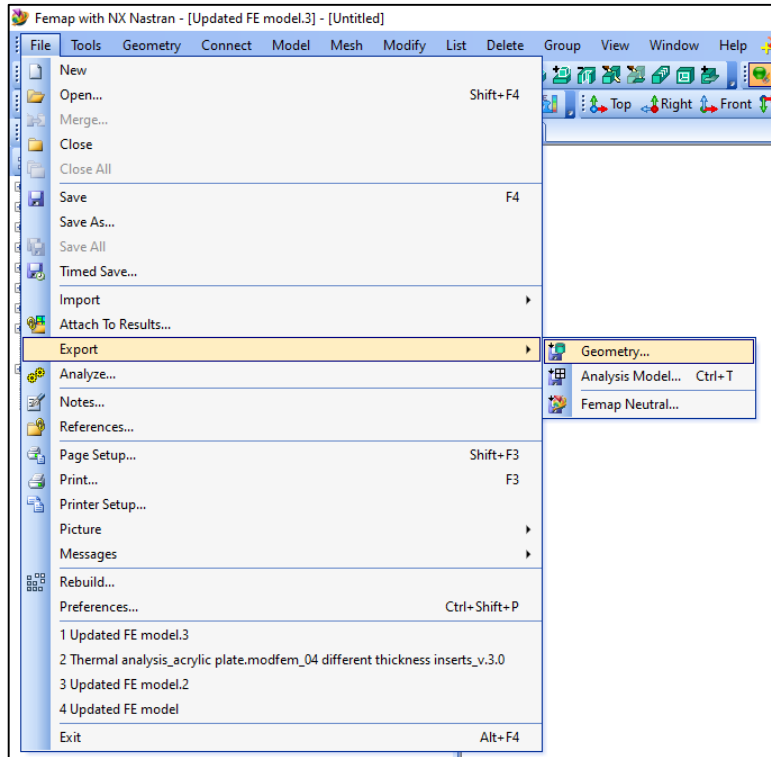 Femap with NX Nastran - [Updated FE model.3] - [Untitled]
File Tools Geometry Connect Model Mesh Modify List Delete Group View Window Help
Top Right Front
New
Open... Shift+F4
Merge...
Close
Close All
Save F4
Save As...
Save All
Timed Save...
Import
Attach To Results...
Export
Geometry...
Analyze...
Analysis Model... Ctrl+T
Notes...
Femap Neutral...
References...
Page Setup... Shift+F3
Print... F3
Printer Setup...
Picture
Messages
Rebuild...
Preferences... Ctrl+Shift+P
1 Updated FE model.3
2 Thermal analysis_acrylic plate.modfem_04 different thickness inserts_v.3.0
3 Updated FE model.2
4 Updated FE model
Exit Alt+F4